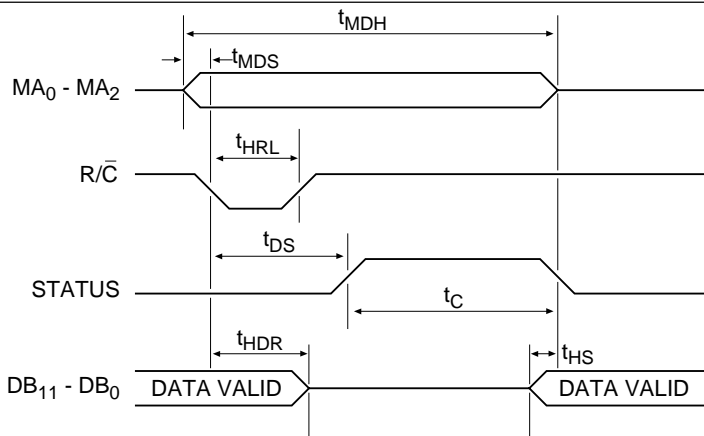 tMDH
tMDS
MA0 - MA2
tHRL
R/C̄
tDS
STATUS
tC
tHDR
tHS
DB11 - DB0
DATA VALID
DATA VALID